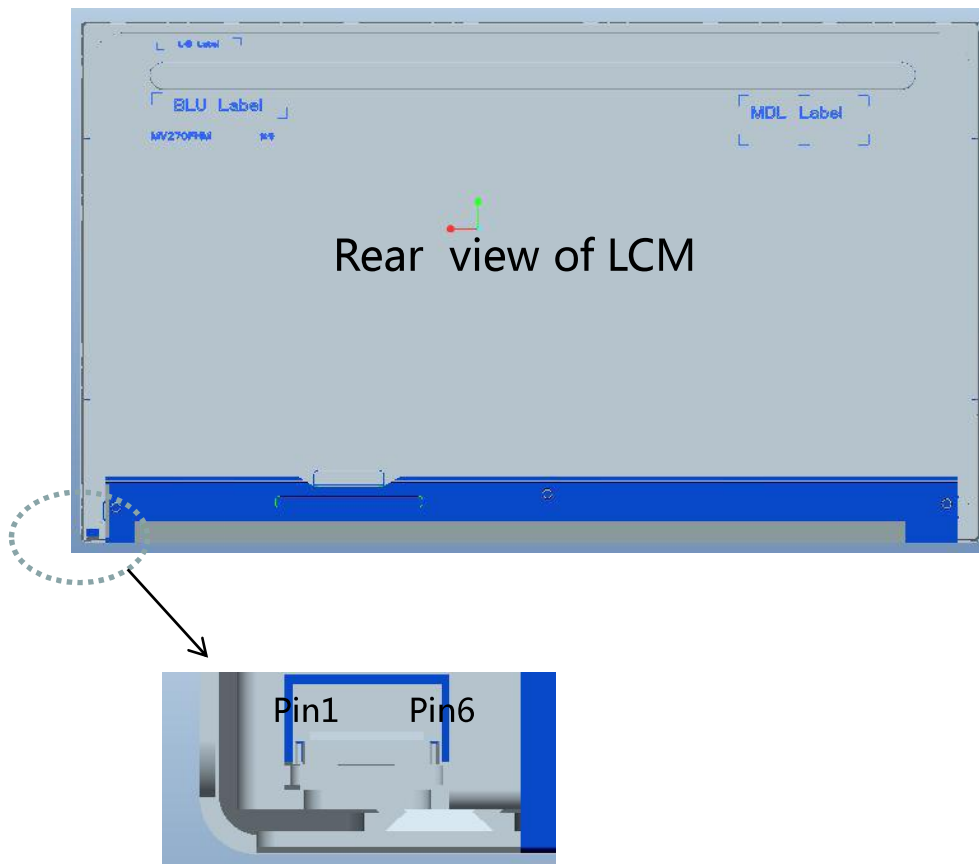 BLU Label
MDL Label
MV270FHM
Rear view of LCM
Pin1 Pin6